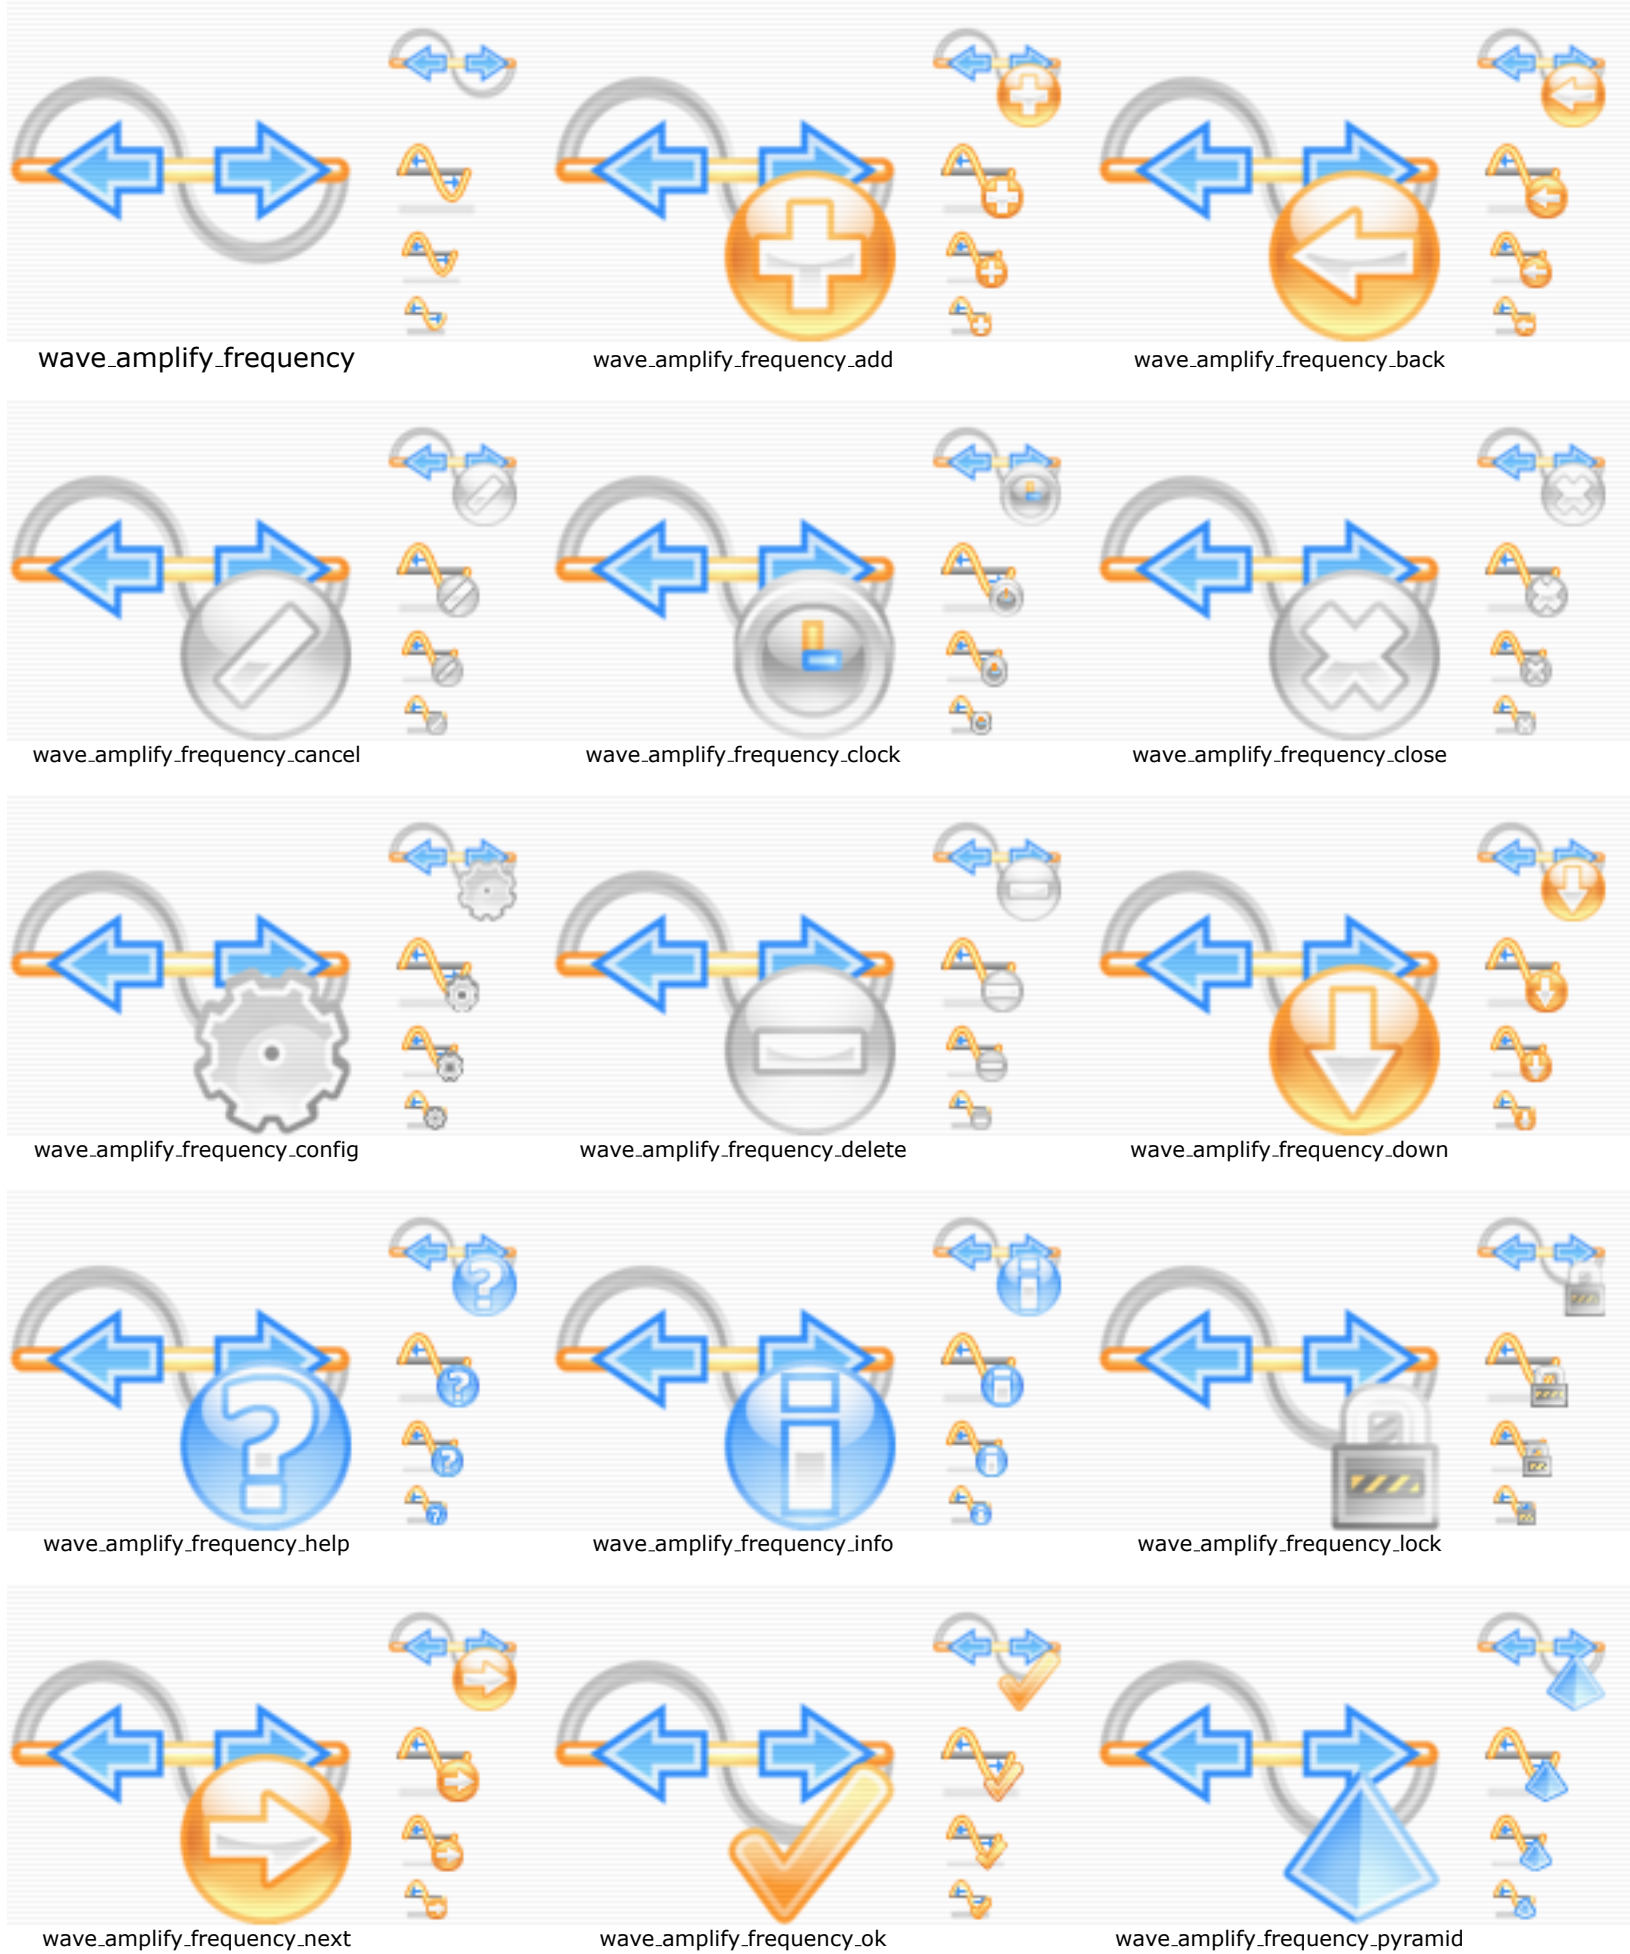 wave_amplify_frequency
wave_amplify_frequency_add
wave_amplify_frequency_back
wave_amplify_frequency_cancel
wave_amplify_frequency_clock
wave_amplify_frequency_close
wave_amplify_frequency_config
wave_amplify_frequency_delete
wave_amplify_frequency_down
wave_amplify_frequency_help
wave_amplify_frequency_info
wave_amplify_frequency_lock
wave_amplify_frequency_next
wave_amplify_frequency_ok
wave_amplify_frequency_pyramid